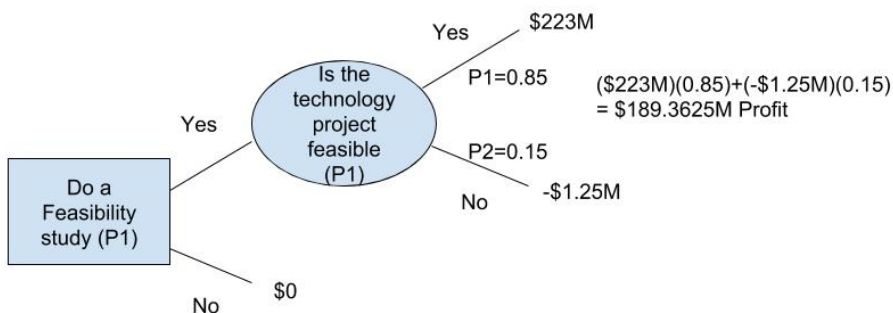 Do a
Feasibility
study (P1)
Yes
No
$0
Is the
technology
project
feasible
(P1)
Yes
$223M
P1=0.85
P2=0.15
No
-$1.25M
($223M)(0.85)+(-$1.25M)(0.15)
= $189.3625M Profit